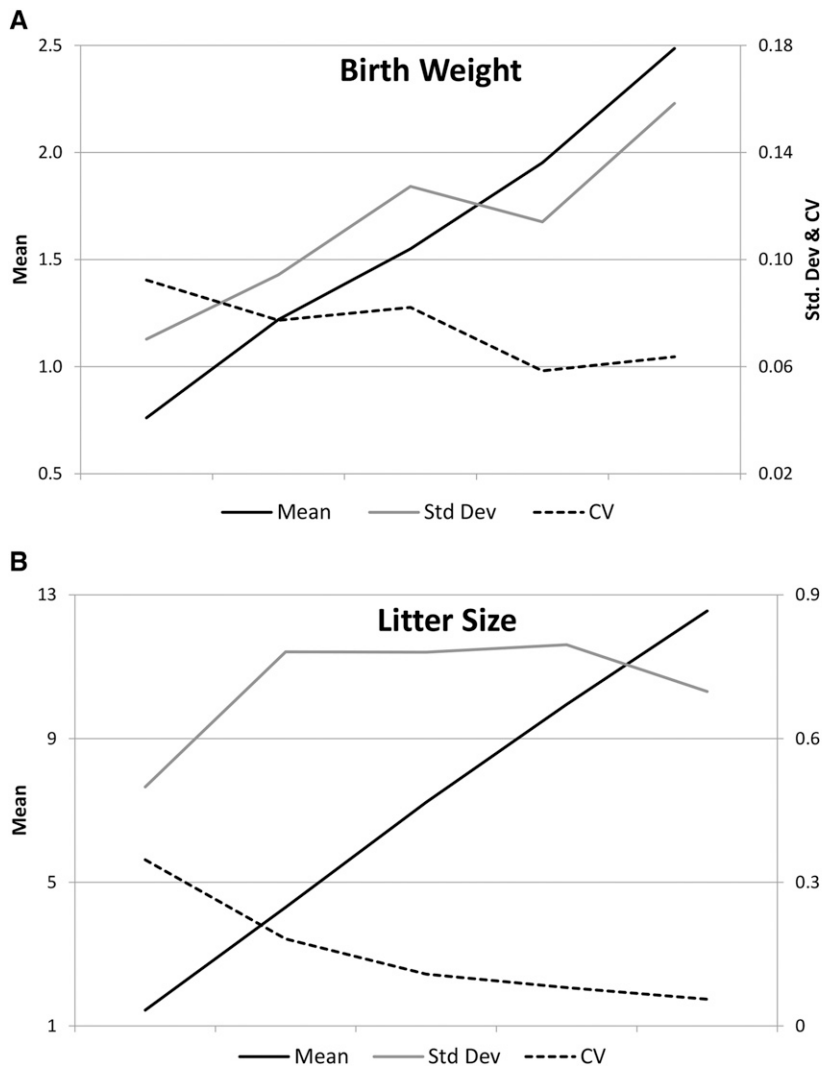 A
Birth Weight
2.5
2.0
1.5
1.0
0.5
Mean
0.18
0.14
0.10
0.06
0.02
Std. Dev & CV
Mean Std Dev CV
B
Litter Size
13
9
5
1
Mean
0.9
0.6
0.3
0
Mean Std Dev CV